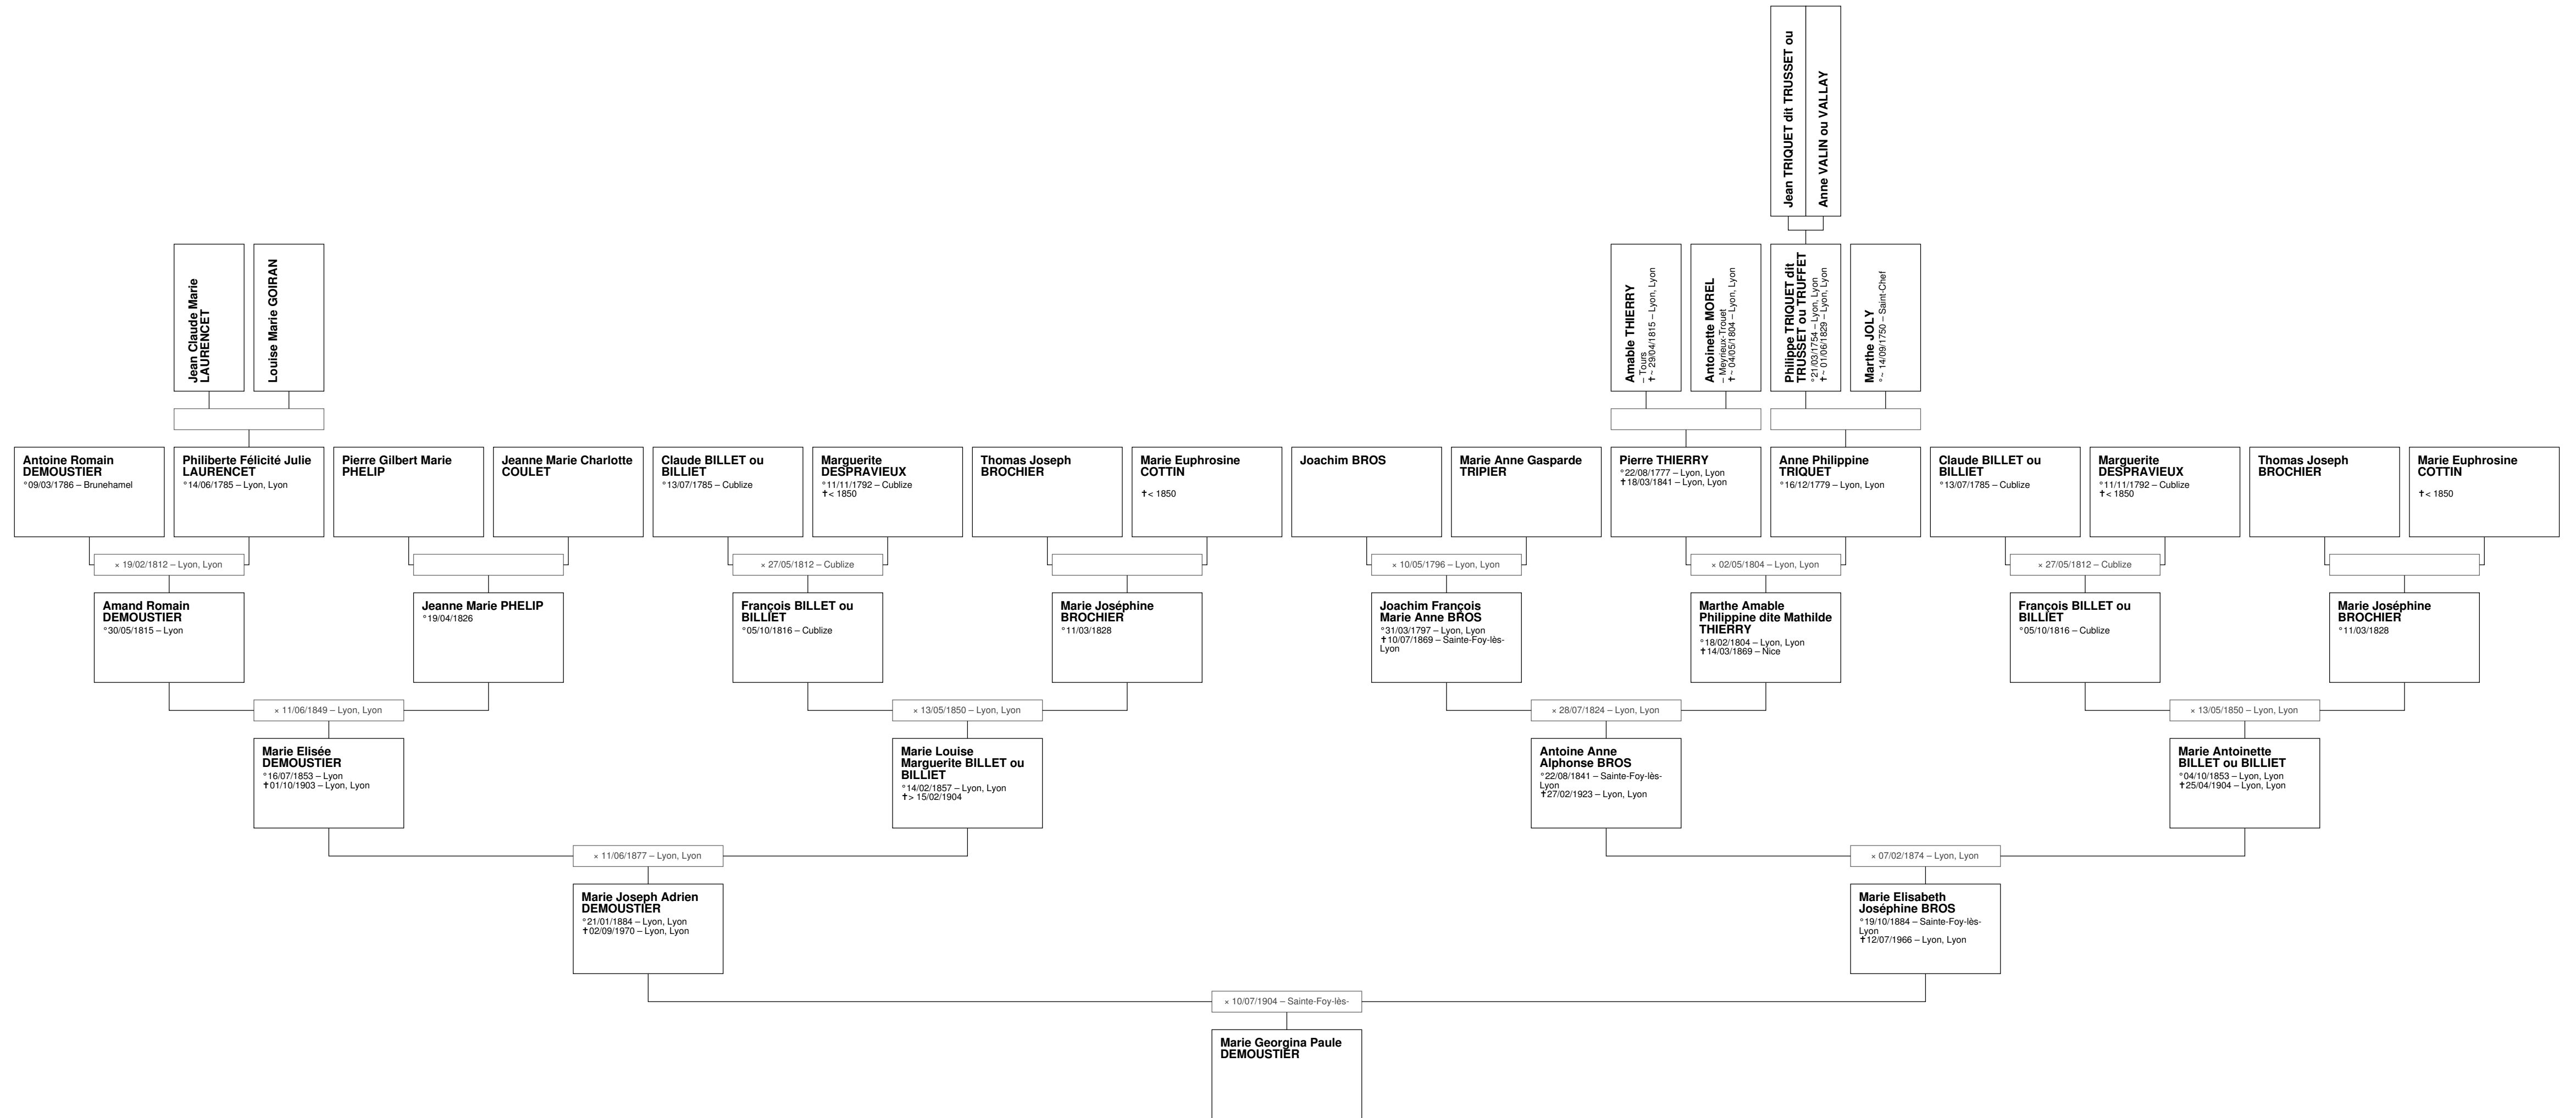 Jean TRIQUET dit TRUSSET ou
Anne VALIN ou VALLAY
Jean Claude Marie
LAURENCET
Louise Marie GOIRAN
Amable THIERRY
– Tours
✝~ 29/04/1815 – Lyon, Lyon
Antoinette MOREL
– Meyrieux-Trouet
✝~ 04/05/1804 – Lyon, Lyon
Philippe TRIQUET dit
TRUSSET ou TRUFFET
°21/03/1754 – Lyon, Lyon
✝~ 01/06/1829 – Lyon, Lyon
Marthe JOLY
°~ 14/09/1750 – Saint-Chef
Antoine Romain
DEMOUSTIER
°09/03/1786 – Brunehamel
Philiberte Félicité Julie
LAURENCET
°14/06/1785 – Lyon, Lyon
Pierre Gilbert Marie
PHELIP
Jeanne Marie Charlotte
COULET
Claude BILLET ou
BILLIET
°13/07/1785 – Cublize
Marguerite
DESPRAVIEUX
°11/11/1792 – Cublize
✝< 1850
Thomas Joseph
BROCHIER
Marie Euphrosine
COTTIN
✝< 1850
Joachim BROS
Marie Anne Gasparde
TRIPIER
Pierre THIERRY
°22/08/1777 – Lyon, Lyon
✝18/03/1841 – Lyon, Lyon
Anne Philippine
TRIQUET
°16/12/1779 – Lyon, Lyon
Claude BILLET ou
BILLIET
°13/07/1785 – Cublize
Marguerite
DESPRAVIEUX
°11/11/1792 – Cublize
✝< 1850
Thomas Joseph
BROCHIER
Marie Euphrosine
COTTIN
✝< 1850
× 19/02/1812 – Lyon, Lyon
× 27/05/1812 – Cublize
× 10/05/1796 – Lyon, Lyon
× 02/05/1804 – Lyon, Lyon
× 27/05/1812 – Cublize
Amand Romain
DEMOUSTIER
°30/05/1815 – Lyon
Jeanne Marie PHELIP
°19/04/1826
François BILLET ou
BILLIET
°05/10/1816 – Cublize
Marie Joséphine
BROCHIER
°11/03/1828
Joachim François
Marie Anne BROS
°31/03/1797 – Lyon, Lyon
✝10/07/1869 – Sainte-Foy-lès-
Lyon
Marthe Amable
Philippine dite Mathilde
THIERRY
°18/02/1804 – Lyon, Lyon
✝14/03/1869 – Nice
François BILLET ou
BILLIET
°05/10/1816 – Cublize
Marie Joséphine
BROCHIER
°11/03/1828
× 11/06/1849 – Lyon, Lyon
× 13/05/1850 – Lyon, Lyon
× 28/07/1824 – Lyon, Lyon
× 13/05/1850 – Lyon, Lyon
Marie Elisée
DEMOUSTIER
°16/07/1853 – Lyon
✝01/10/1903 – Lyon, Lyon
Marie Louise
Marguerite BILLET ou
BILLIET
°14/02/1857 – Lyon, Lyon
✝> 15/02/1904
Antoine Anne
Alphonse BROS
°22/08/1841 – Sainte-Foy-lès-
Lyon
✝27/02/1923 – Lyon, Lyon
Marie Antoinette
BILLET ou BILLIET
°04/10/1853 – Lyon, Lyon
✝25/04/1904 – Lyon, Lyon
× 11/06/1877 – Lyon, Lyon
× 07/02/1874 – Lyon, Lyon
Marie Joseph Adrien
DEMOUSTIER
°21/01/1884 – Lyon, Lyon
✝02/09/1970 – Lyon, Lyon
Marie Elisabeth
Joséphine BROS
°19/10/1884 – Sainte-Foy-lès-
Lyon
✝12/07/1966 – Lyon, Lyon
× 10/07/1904 – Sainte-Foy-lès-
Marie Georgina Paule
DEMOUSTIER